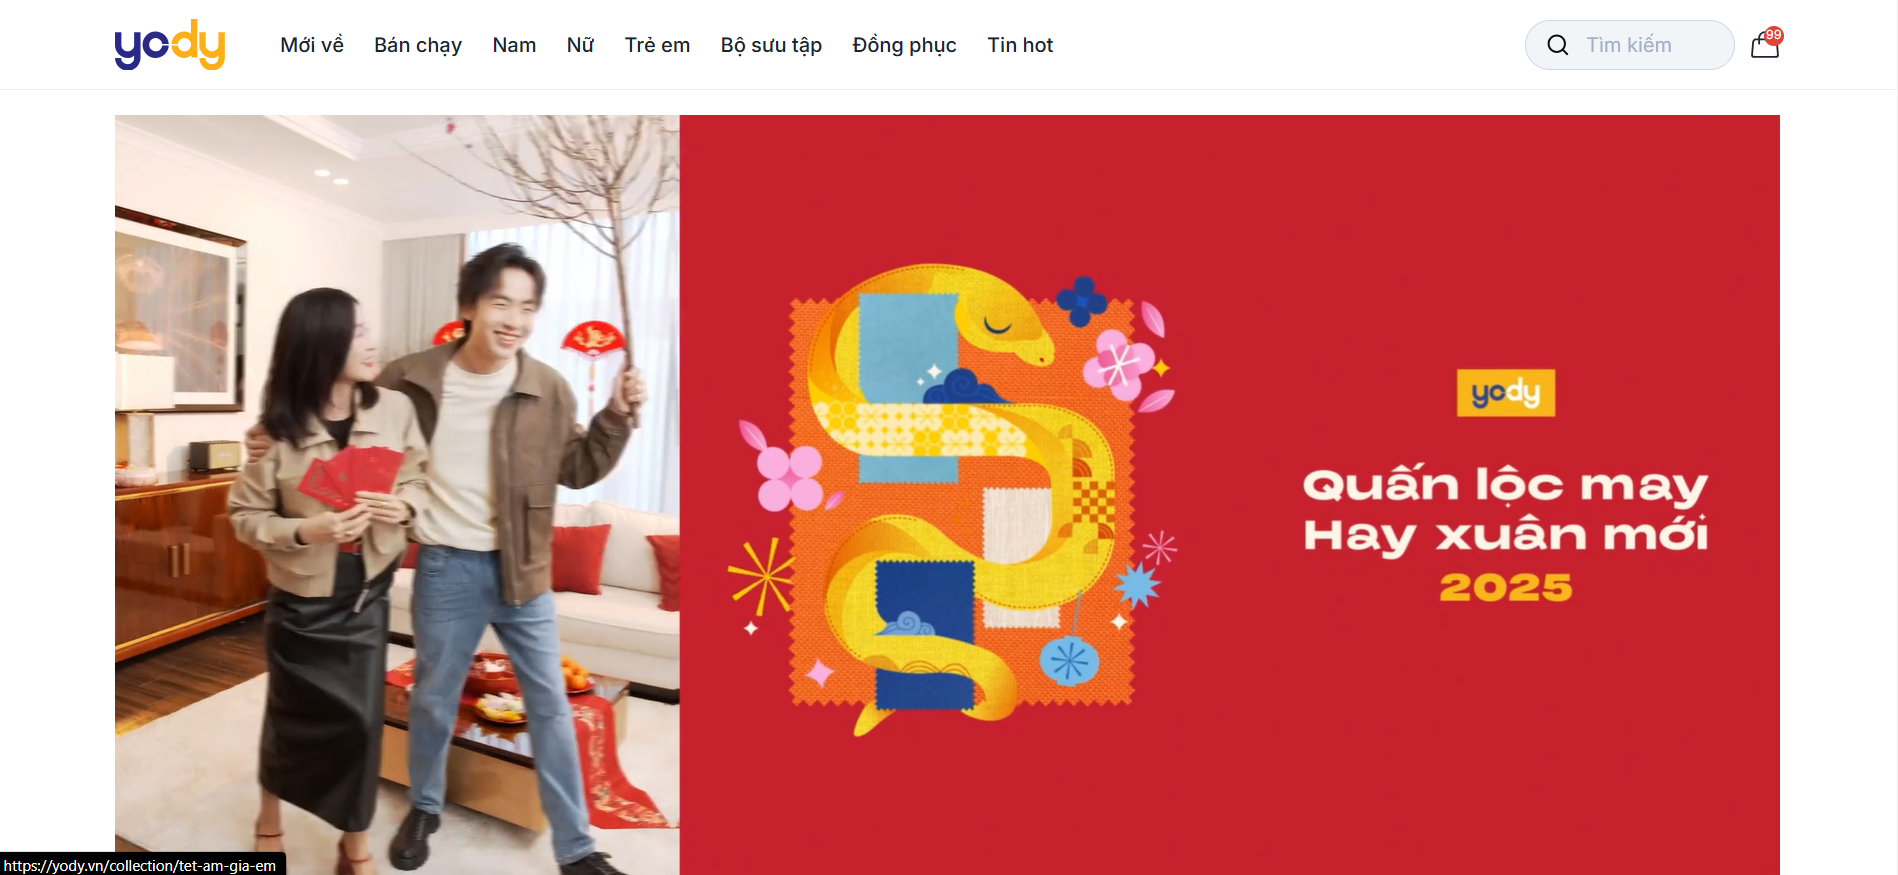 yody
Mới về
Bán chạy
Nam
Nữ
Trẻ em
Bộ sưu tập
Đồng phục
Tin hot
Tìm kiếm
99
yody
Quấn lộc may
Hay xuân mới
2025
https://yody.vn/collection/tet-am-gia-em